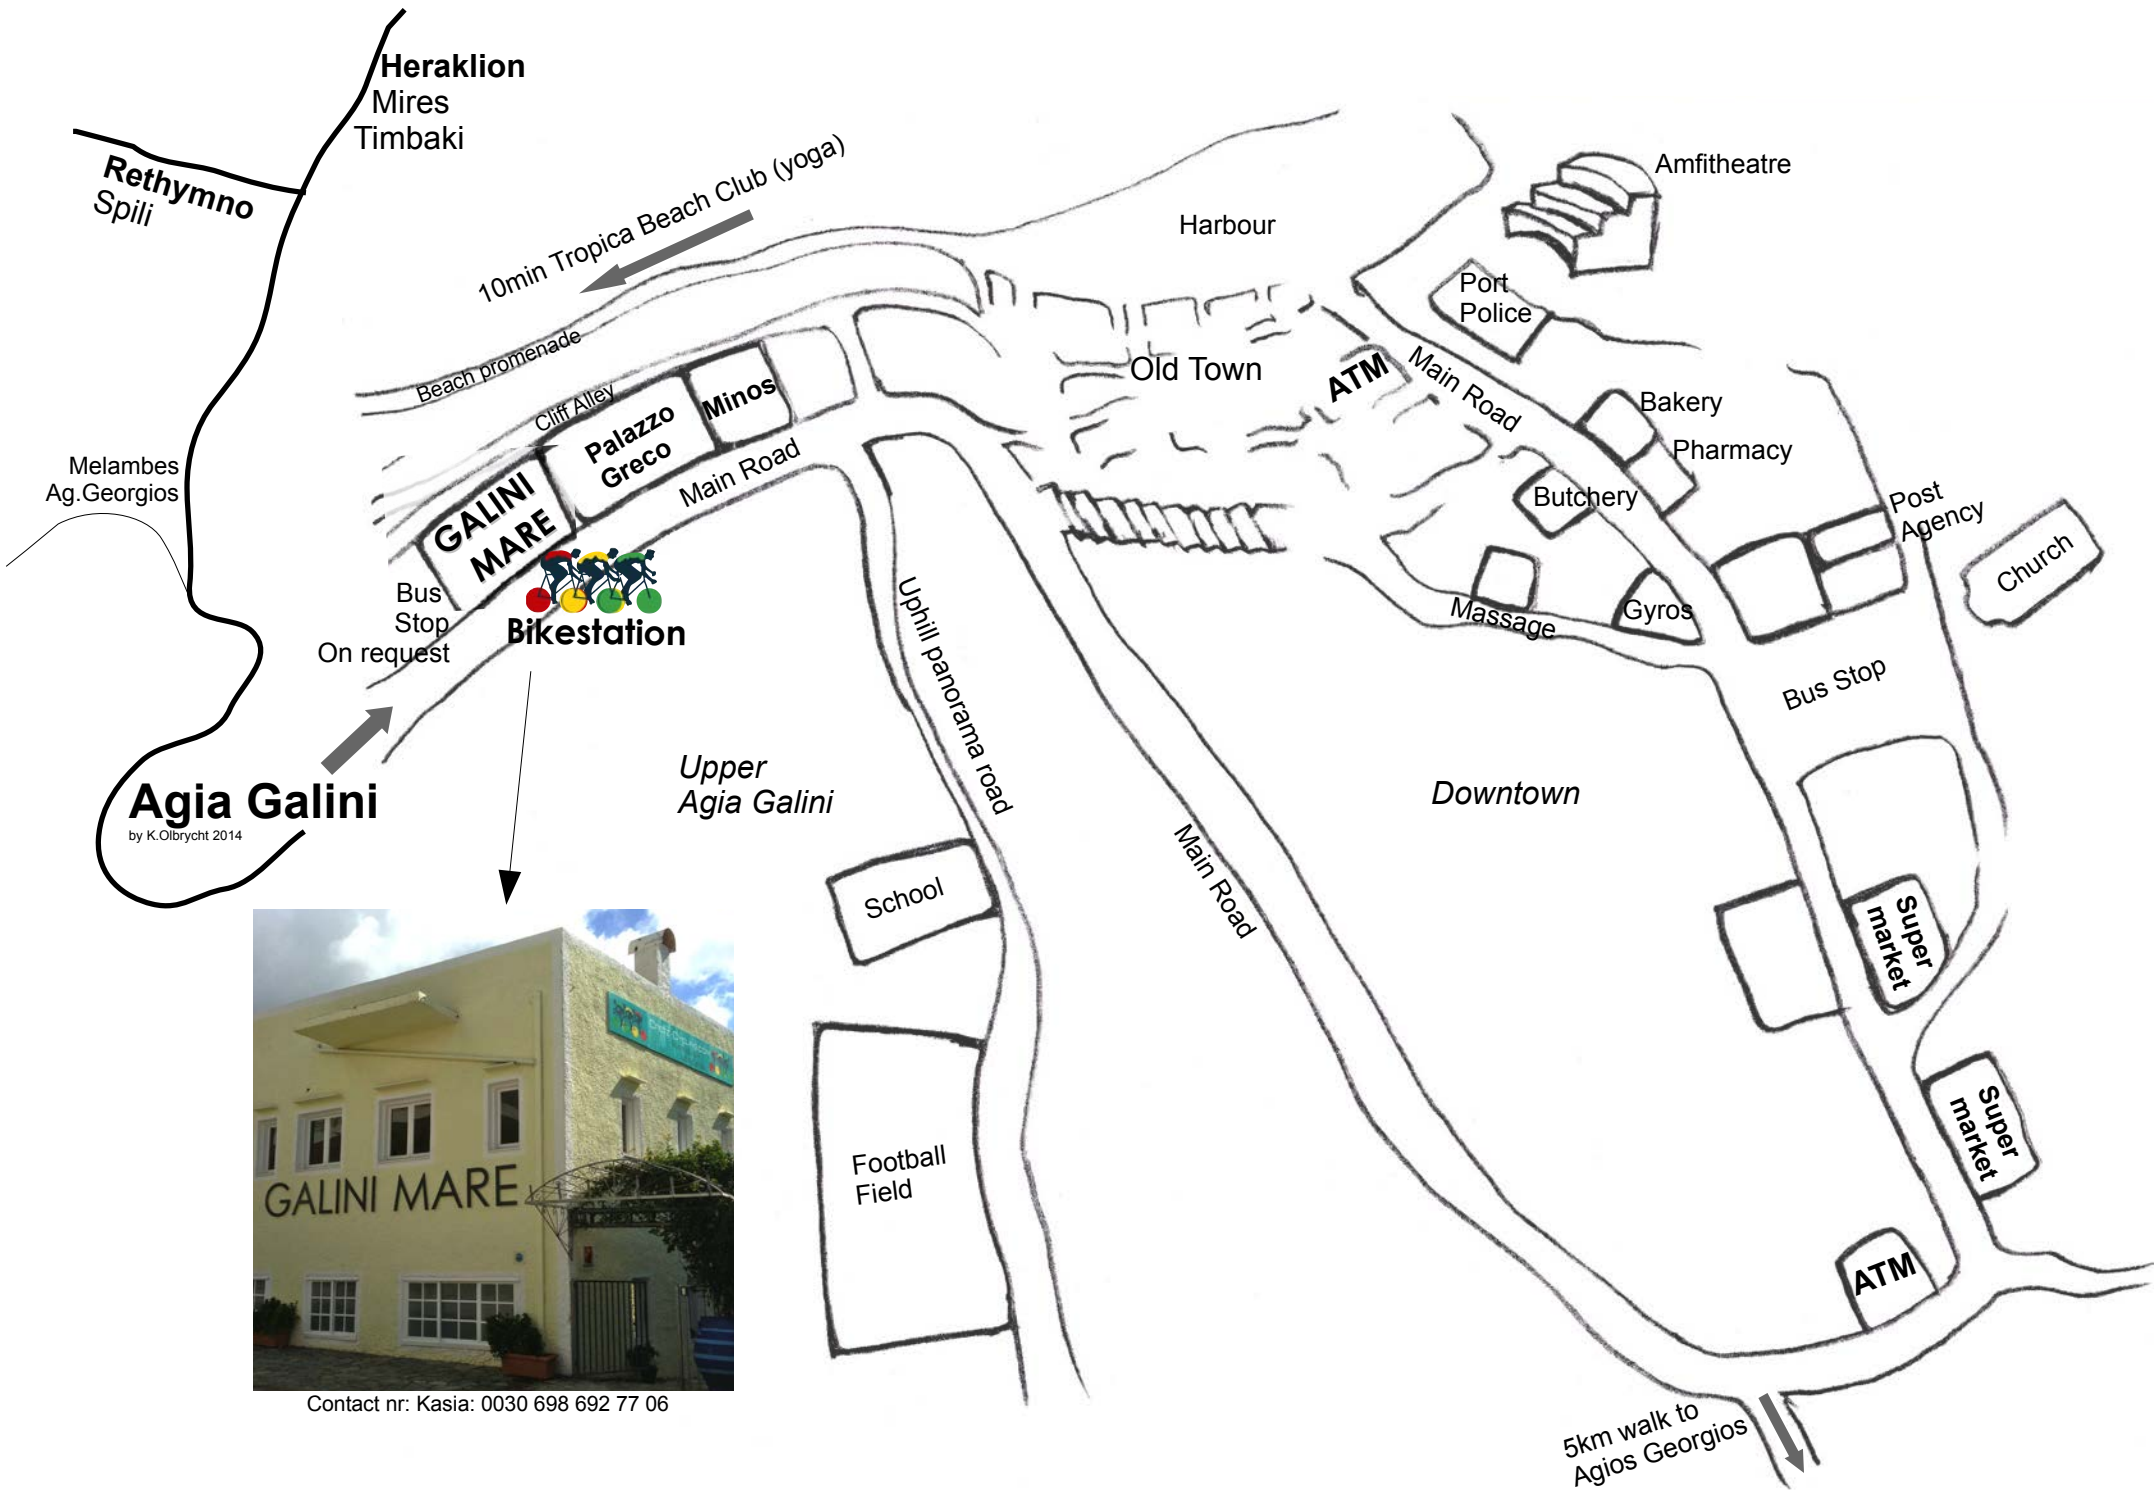 Heraklion
Mires
Timbaki
Rethymno
Spili
10min Tropica Beach Club (yoga)
Harbour
Amfitheatre
Port
Police
Beach promenade
Cliff Alley
Old Town
ATM
Main Road
Bakery
Pharmacy
Minos
Palazzo
Greco
Main Road
GALINI
MARE
Melambes
Ag.Georgios
Butchery
Post
Agency
Church
Bus
Stop
On request
Bikestation
Massage
Gyros
Bus Stop
Uphill panorama road
Upper
Agia Galini
Downtown
Agia Galini
by K.Olbrycht 2014
Main Road
School
Super
market
Super
market
Football
Field
GALINI MARE
ATM
Contact nr: Kasia: 0030 698 692 77 06
5km walk to
Agios Georgios